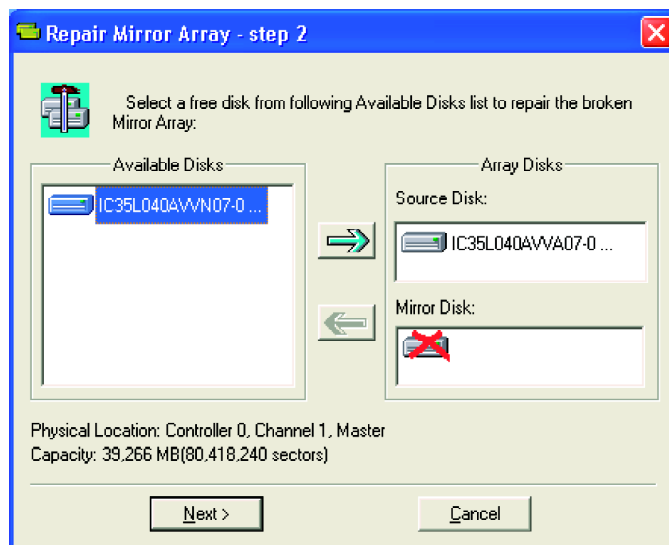 Repair Mirror Array - step 2
Select a free disk from following Available Disks list to repair the broken
Mirror Array:
Available Disks
IC35L040AVVN07-0 ...
Array Disks
Source Disk:
IC35L040AVVA07-0 ...
Mirror Disk:
Physical Location: Controller 0, Channel 1, Master
Capacity: 39,266 MB(80,418,240 sectors)
Next >
Cancel